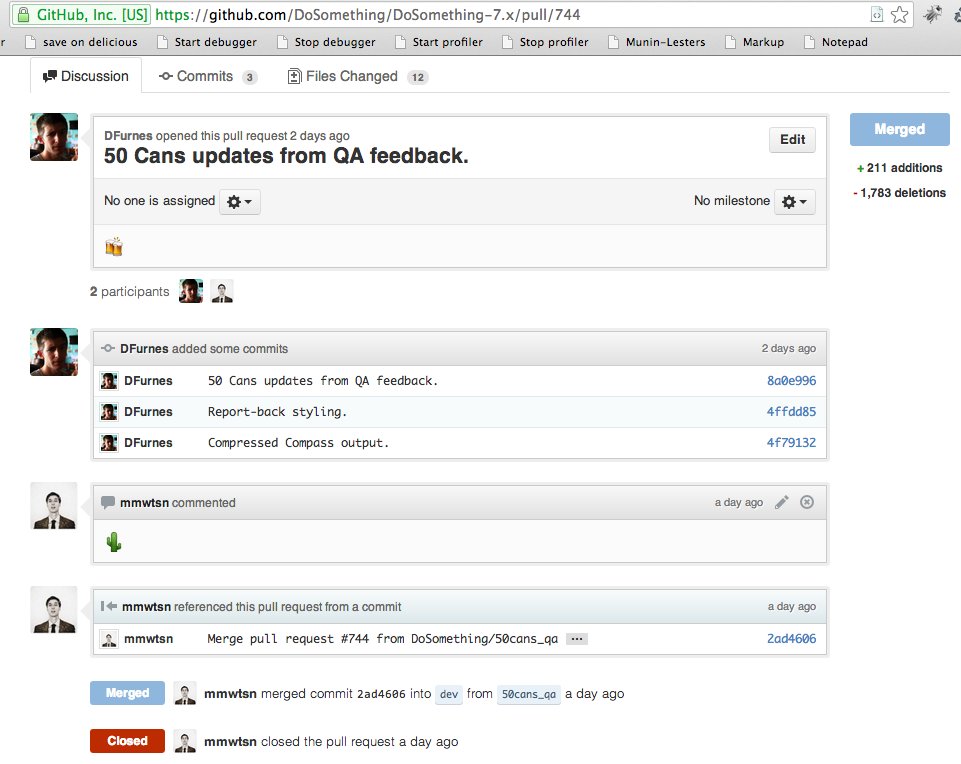 GitHub, Inc. [US] https://github.com/DoSomething/DoSomething-7.x/pull/744
r save on delicious Start debugger Stop debugger Start profiler Stop profiler Munin-Lesters Markup Notepad
Discussion Commits 3 Files Changed 12
DFurnes opened this pull request 2 days ago
50 Cans updates from QA feedback.
Edit
Merged
+ 211 additions
- 1,783 deletions
No one is assigned No milestone
2 participants
DFurnes added some commits 2 days ago
DFurnes 50 Cans updates from QA feedback. 8a0e996
DFurnes Report-back styling. 4ffdd85
DFurnes Compressed Compass output. 4f79132
mmwtsn commented a day ago
mmwtsn referenced this pull request from a commit a day ago
mmwtsn Merge pull request #744 from DoSomething/50cans_qa ... 2ad4606
Merged mmwtsn merged commit 2ad4606 into dev from 50cans_qa a day ago
Closed mmwtsn closed the pull request a day ago